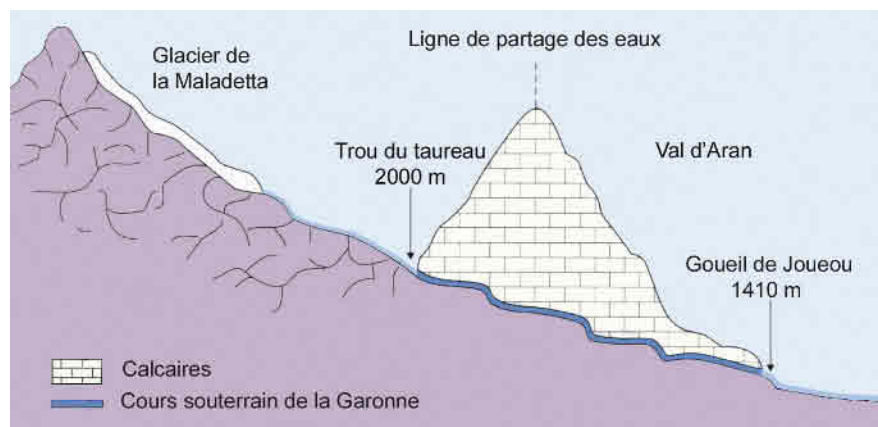 Glacier de
la Maladetta
Ligne de partage des eaux
Trou du taureau
2000 m
Val d'Aran
Goueil de Joueou
1410 m
Calcaires
Cours souterrain de la Garonne